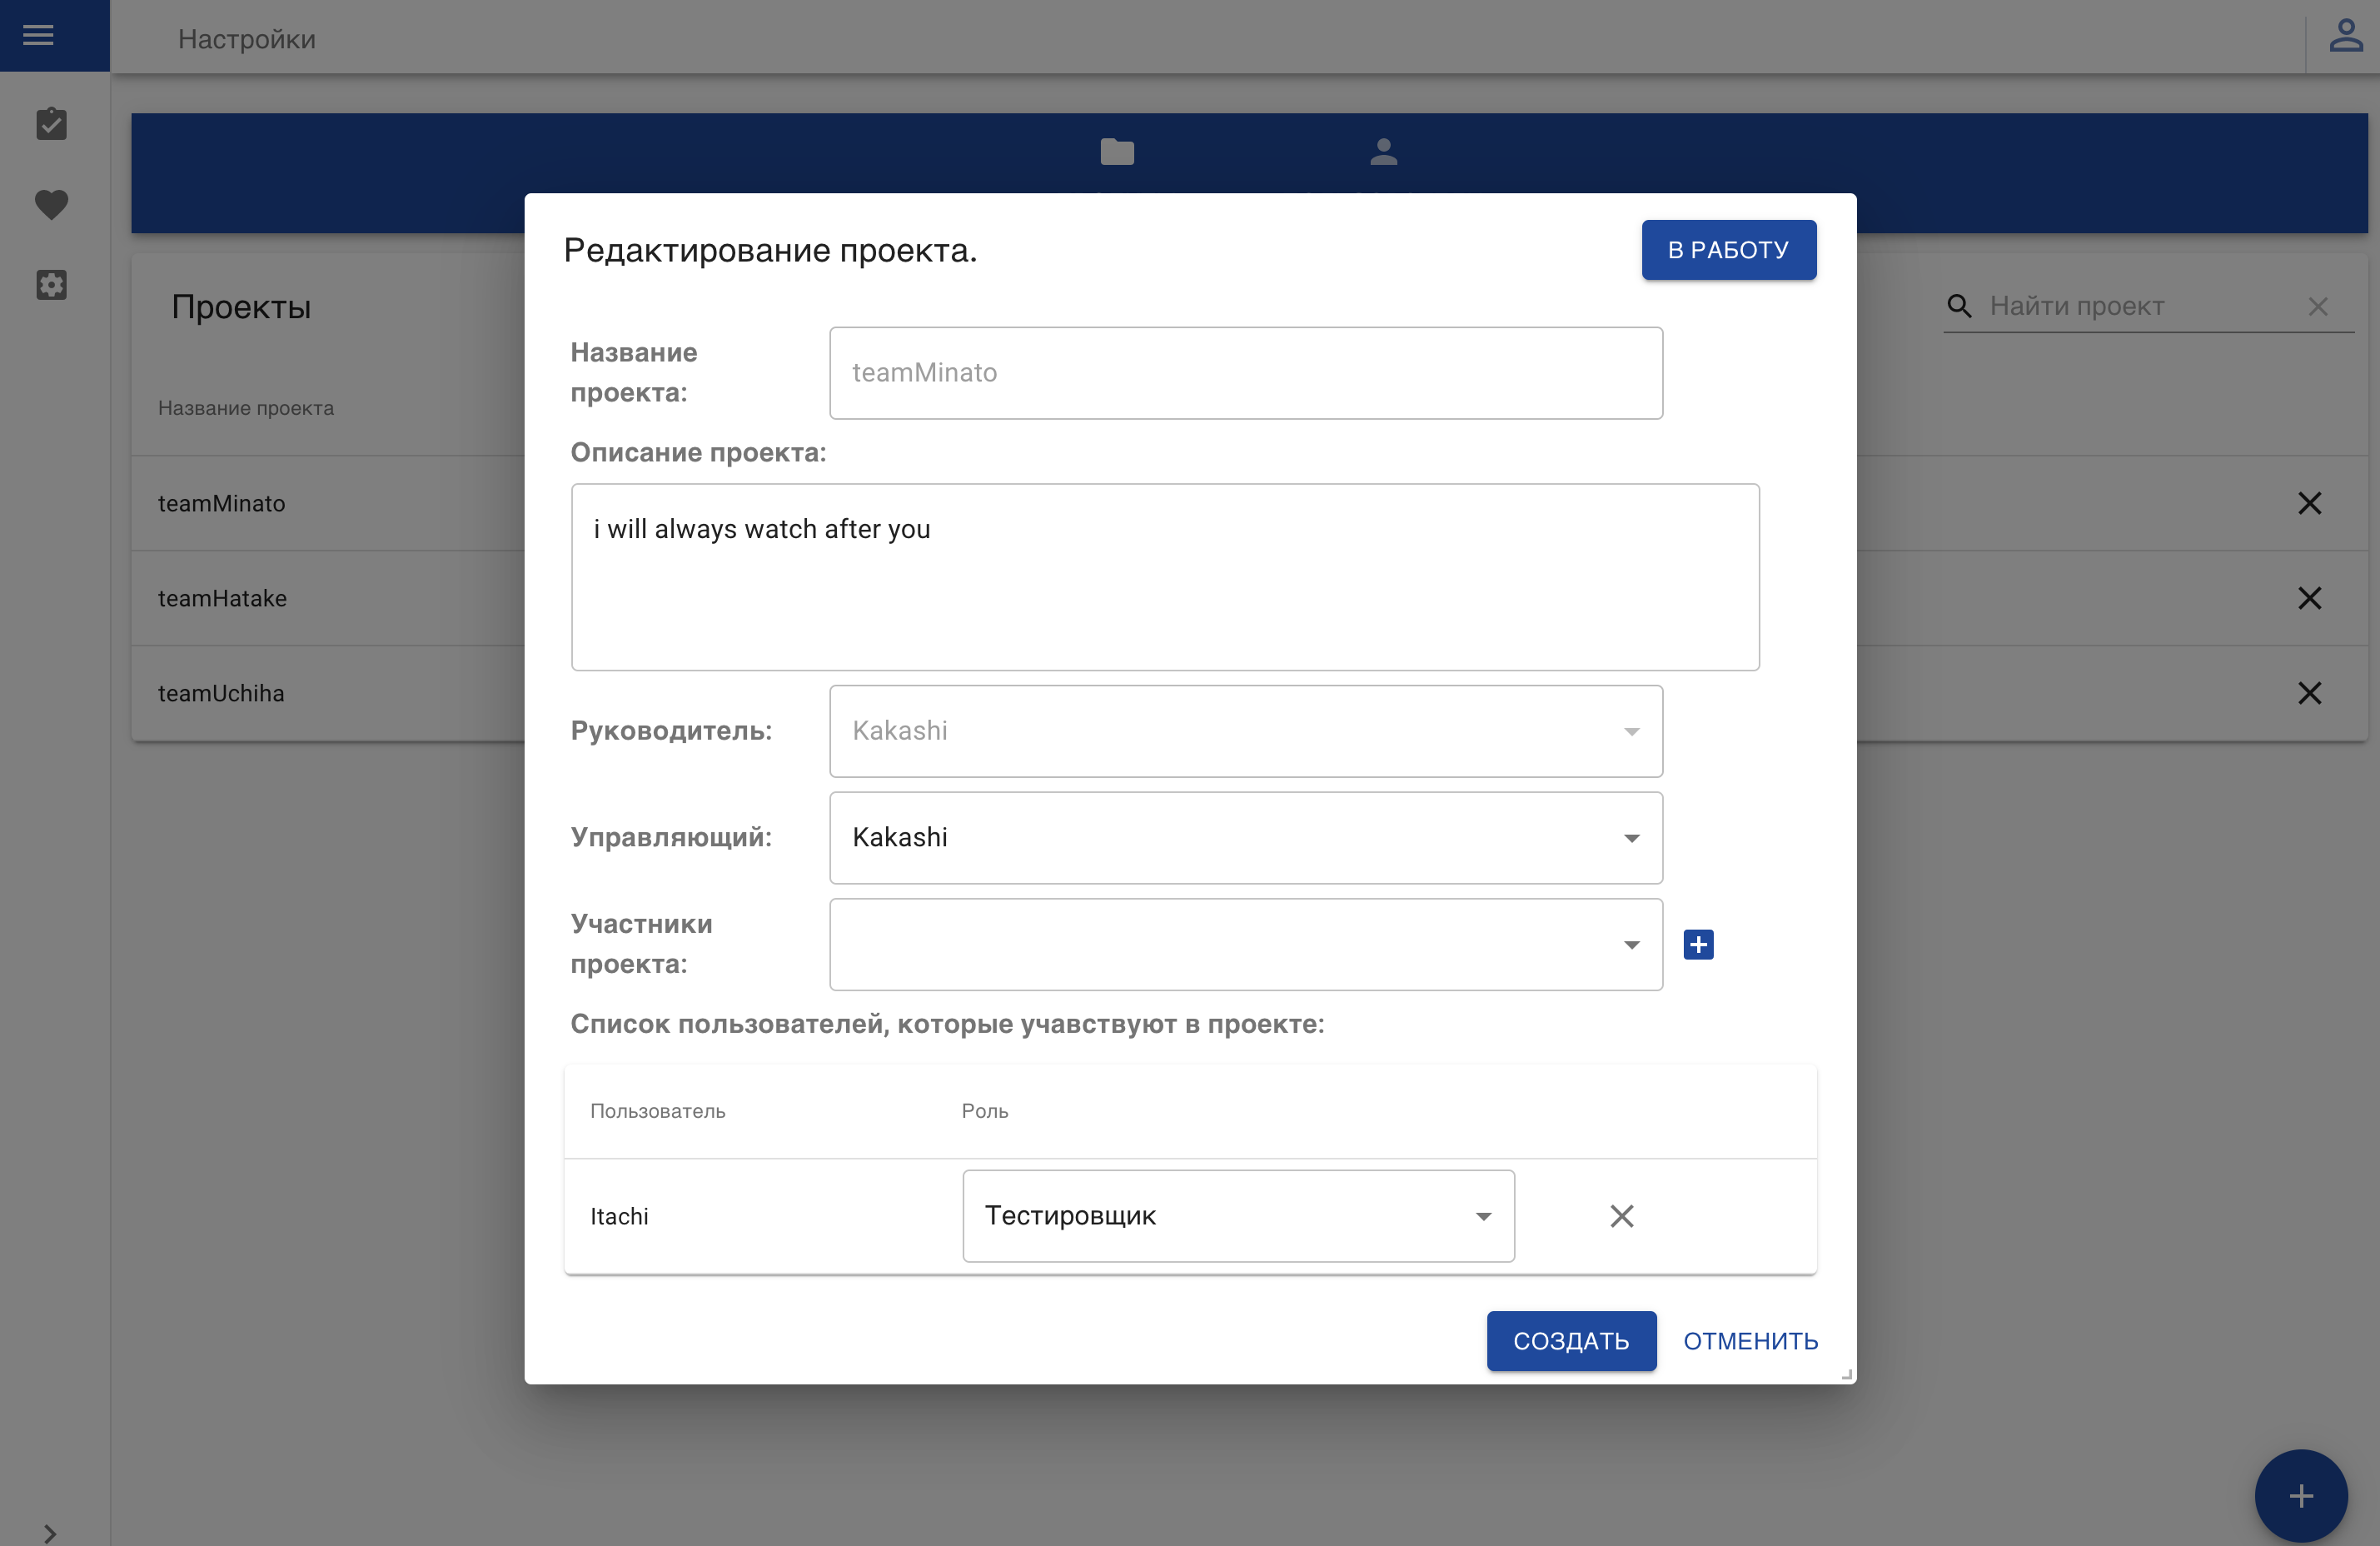 Настройки
Редактирование проекта.
В РАБОТУ
Проекты
Найти проект
Название проекта
teamMinato
teamHatake
teamUchiha
Название
проекта:
teamMinato
Описание проекта:
i will always watch after you
Руководитель:
Kakashi
Управляющий:
Kakashi
Участники
проекта:
Список пользователей, которые учавствуют в проекте:
Пользователь
Роль
Itachi
Тестировщик
СОЗДАТЬ
ОТМЕНИТЬ